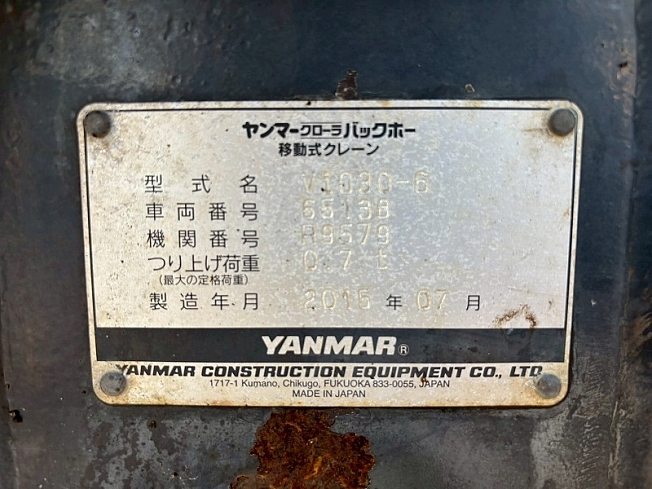 ヤンマークローラバックホー
移動式クレーン
型式名 ViO30-6
車両番号 65136
機関番号 R9579
つり上げ荷重 0.7 t
(最大の定格荷重)
製造年月 2015 年 07 月
YANMAR®
YANMAR CONSTRUCTION EQUIPMENT CO., LTD
1717-1 Kumano, Chikugo, FUKUOKA 833-0055, JAPAN
MADE IN JAPAN